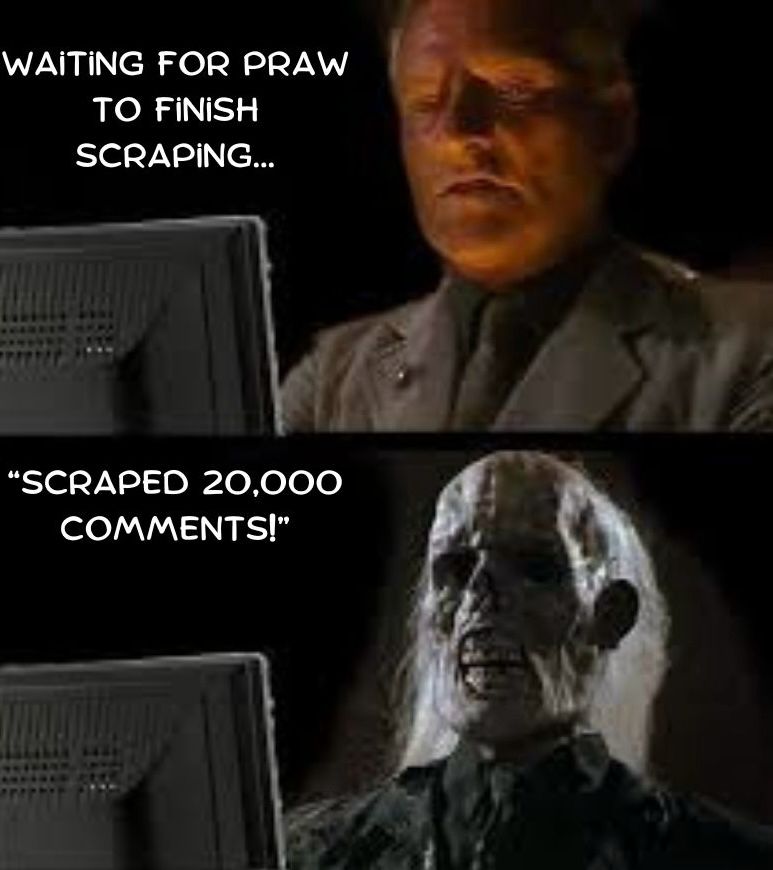 WAITING FOR PRAW
TO FINISH
SCRAPING...
“SCRAPED 20,000
COMMENTS!”